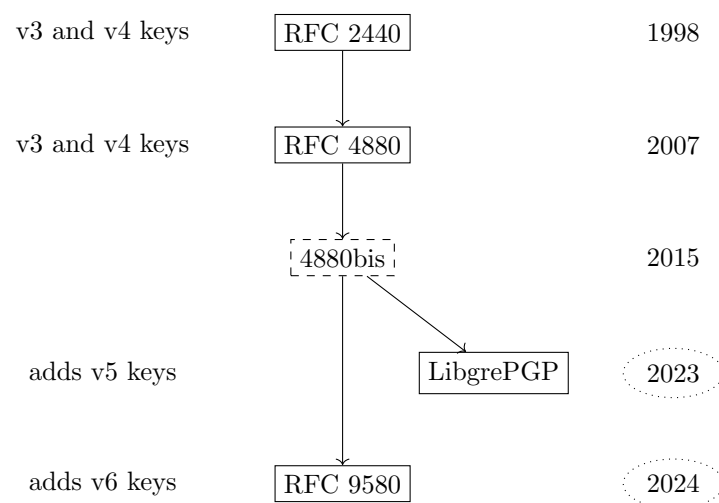 v3 and v4 keys RFC 2440 1998
v3 and v4 keys RFC 4880 2007
4880bis 2015
adds v5 keys LibgrePGP 2023
adds v6 keys RFC 9580 2024